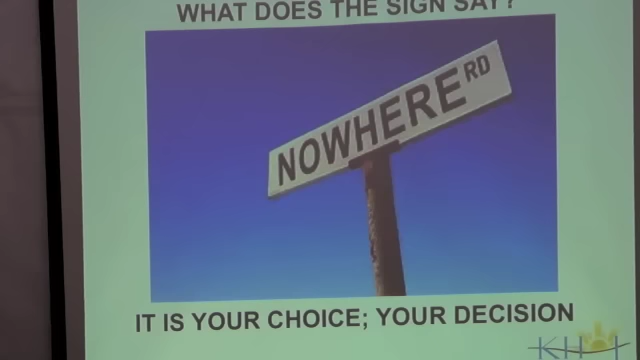 WHAT DOES THE SIGN SAY?
NOWHERE RD
IT IS YOUR CHOICE; YOUR DECISION